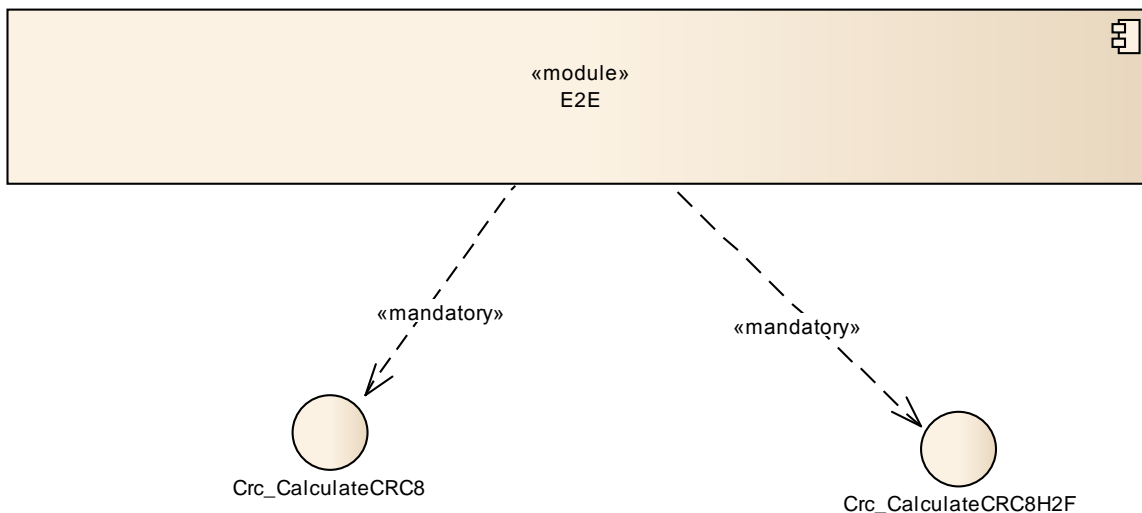 «module»
E2E
«mandatory»
«mandatory»
Crc_CalculateCRC8
Crc_CalculateCRC8H2F